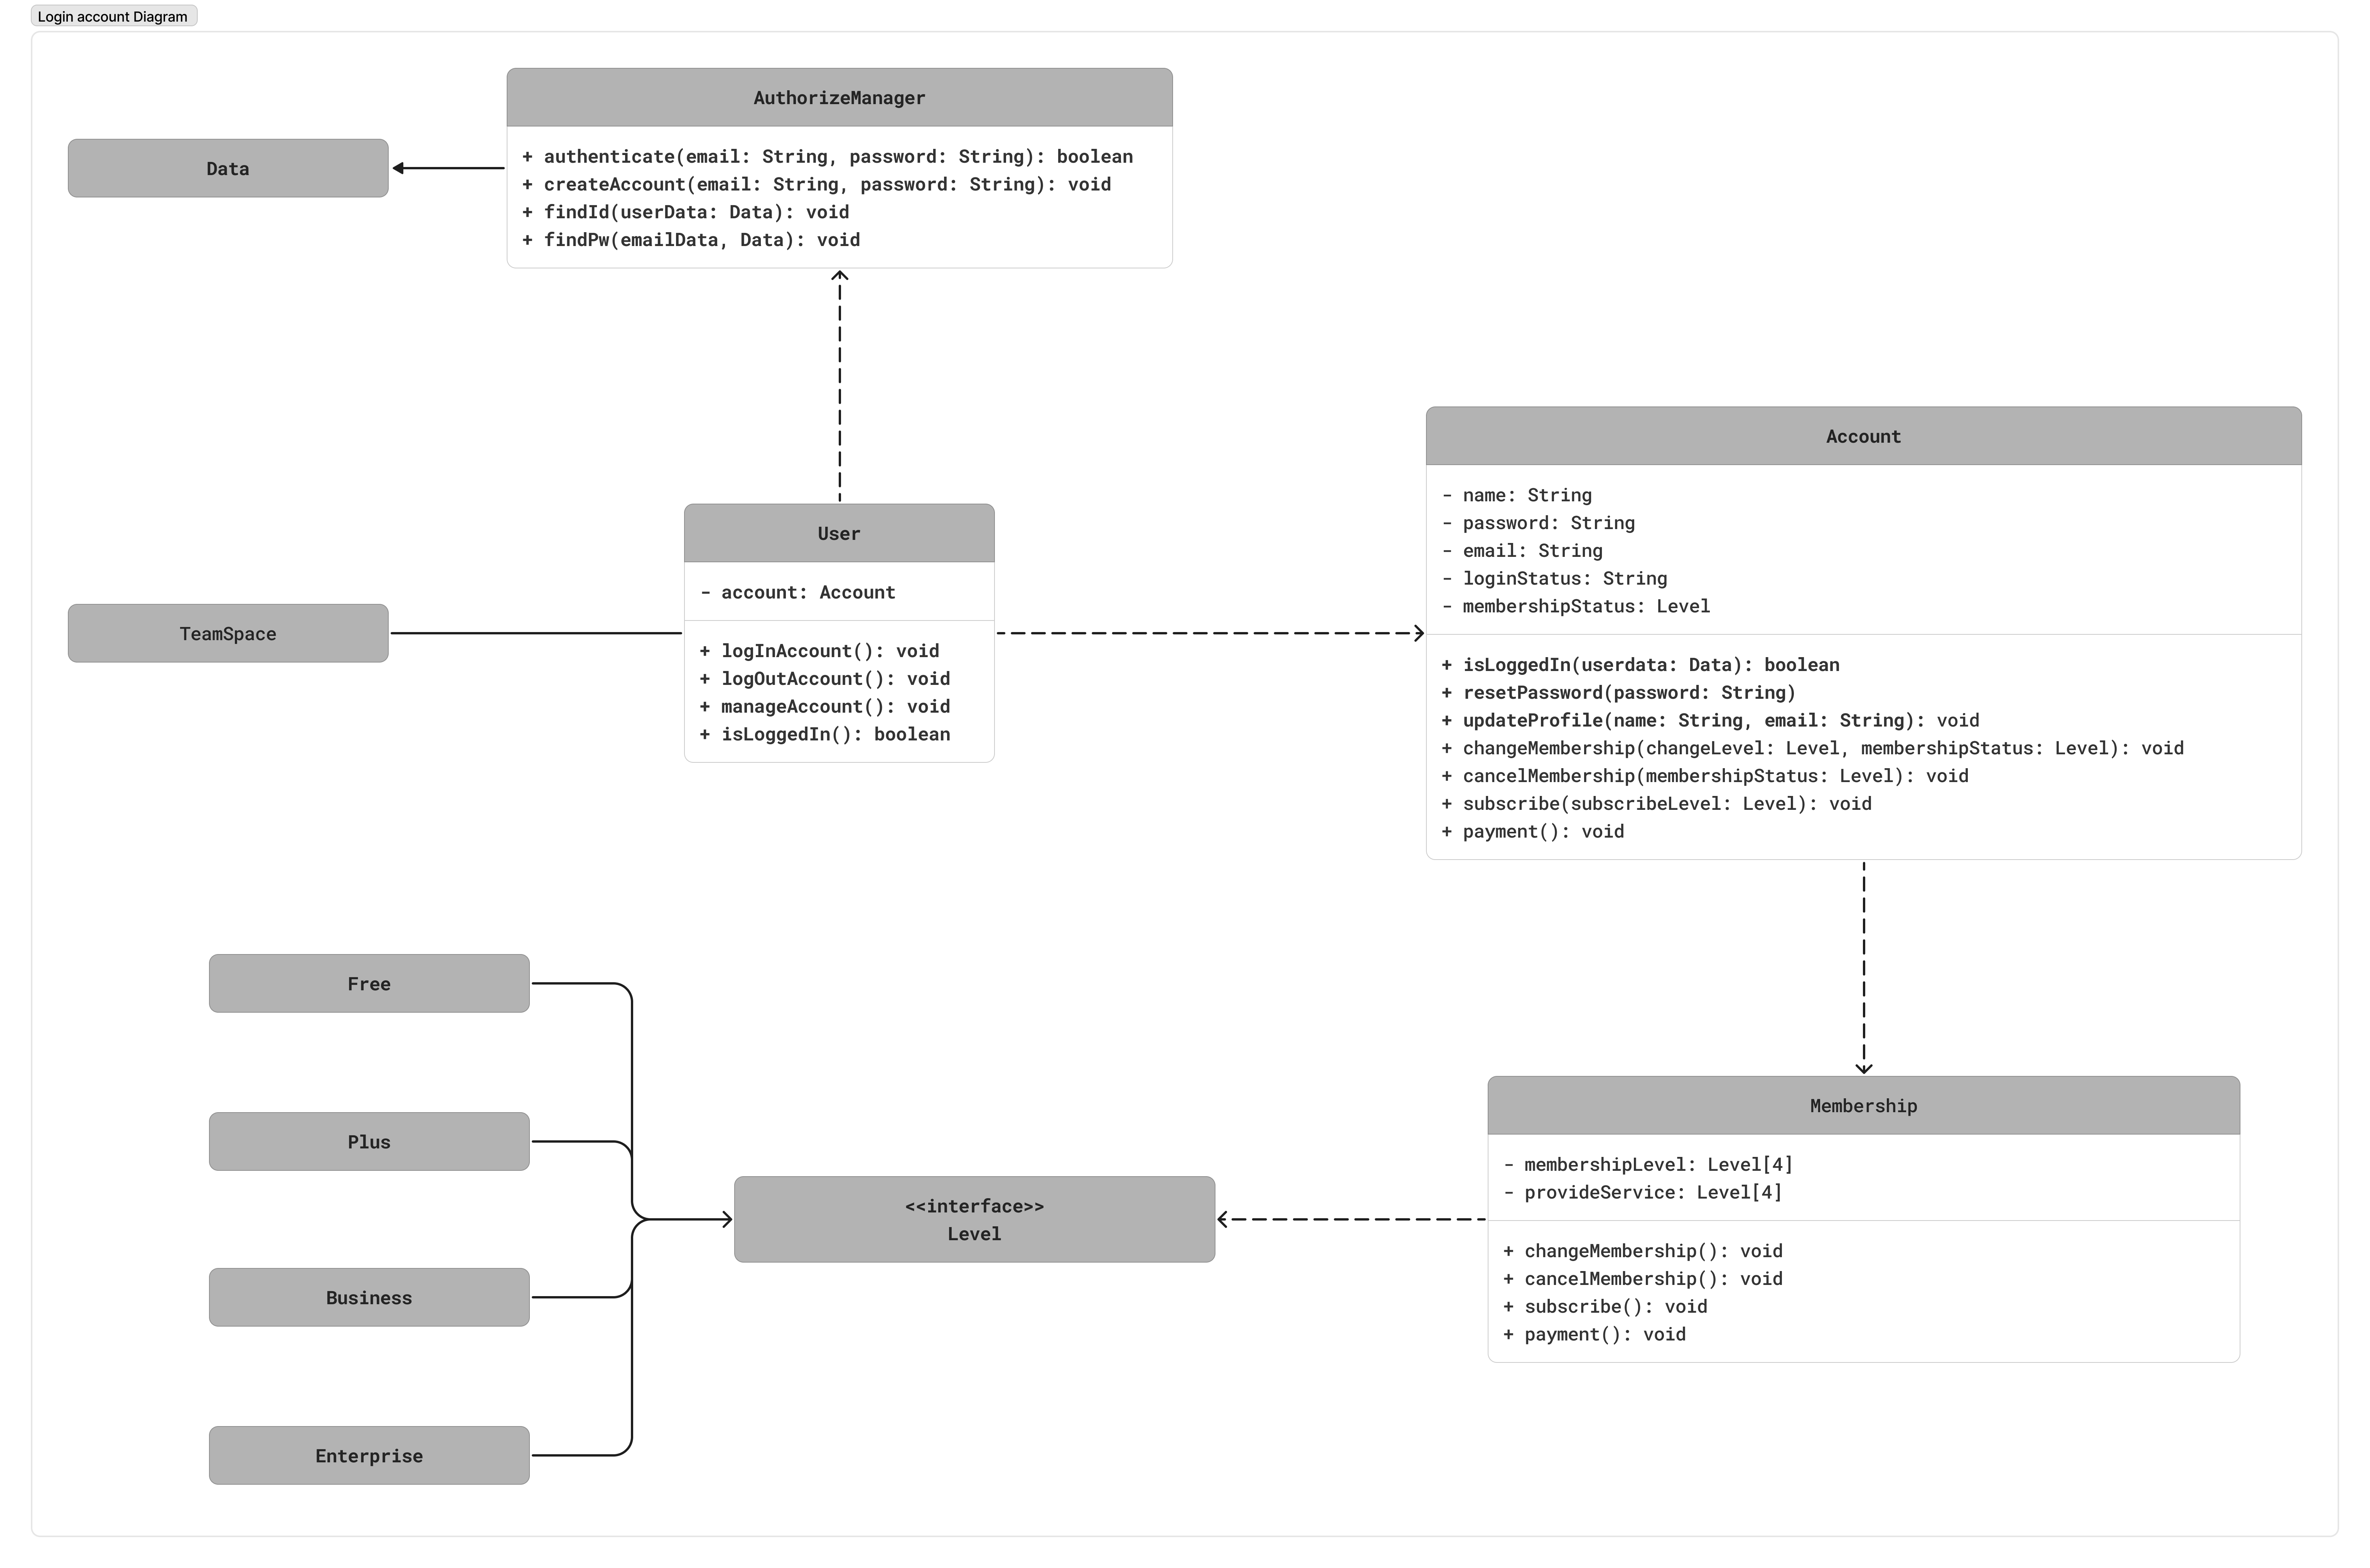 Login account Diagram
AuthorizeManager
+ authenticate(email: String, password: String): boolean
+ createAccount(email: String, password: String): void
+ findId(userData: Data): void
+ findPw(emailData, Data): void
Data
User
- account: Account
+ logInAccount(): void
+ logOutAccount(): void
+ manageAccount(): void
+ isLoggedIn(): boolean
TeamSpace
Account
- name: String
- password: String
- email: String
- loginStatus: String
- membershipStatus: Level
+ isLoggedIn(userdata: Data): boolean
+ resetPassword(password: String)
+ updateProfile(name: String, email: String): void
+ changeMembership(changeLevel: Level, membershipStatus: Level): void
+ cancelMembership(membershipStatus: Level): void
+ subscribe(subscribeLevel: Level): void
+ payment(): void
Free
Plus
Business
Enterprise
<<interface>>
Level
Membership
- membershipLevel: Level[4]
- provideService: Level[4]
+ changeMembership(): void
+ cancelMembership(): void
+ subscribe(): void
+ payment(): void